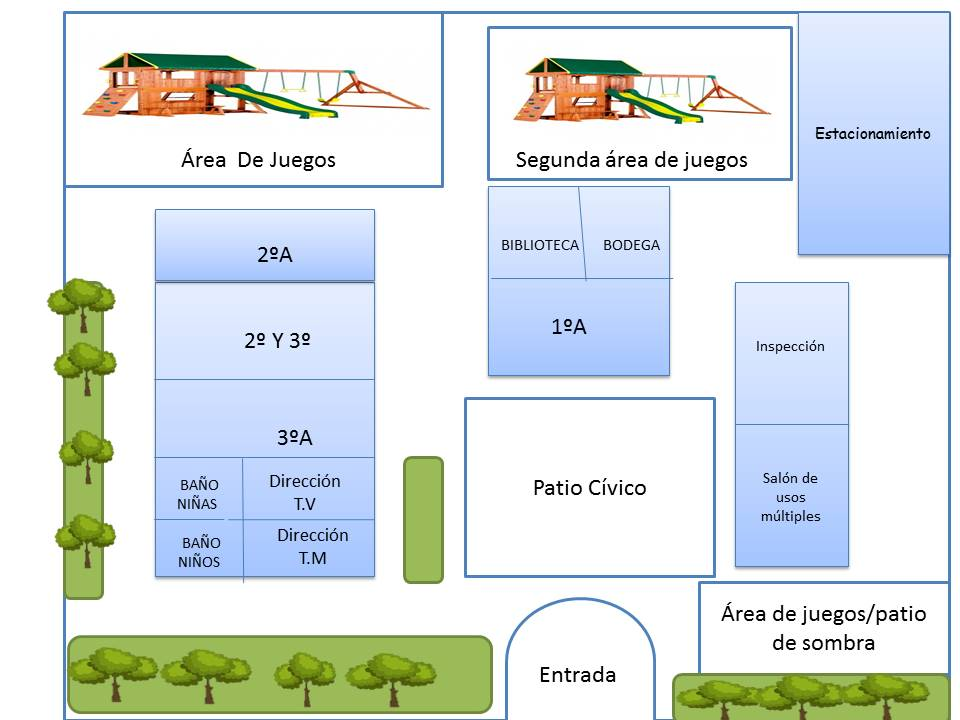 Área  De Juegos
Segunda área de juegos
Estacionamiento
2ºA
BIBLIOTECA
BODEGA
2º Y 3º
1ºA
Inspección
3ºA
BAÑO
NIÑAS
Dirección
T.V
Patio Cívico
Salón de
usos
múltiples
BAÑO
NIÑOS
Dirección
T.M
Área de juegos/patio
de sombra
Entrada